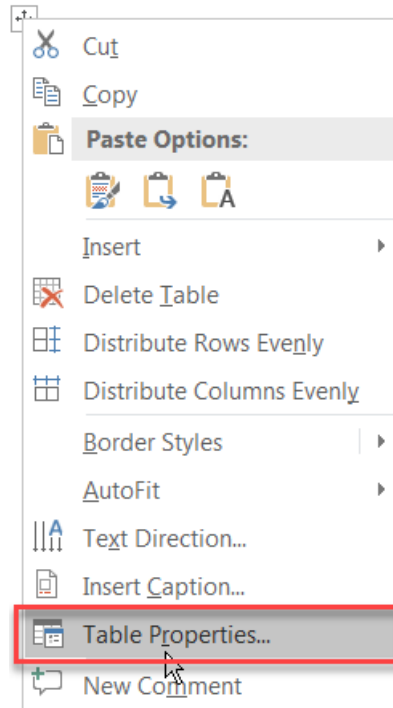 Cut
Copy
Paste Options:
A
Insert
Delete Table
Distribute Rows Evenly
Distribute Columns Evenly
Border Styles
AutoFit
A
Text Direction...
Insert Caption...
Table Properties...
New Comment